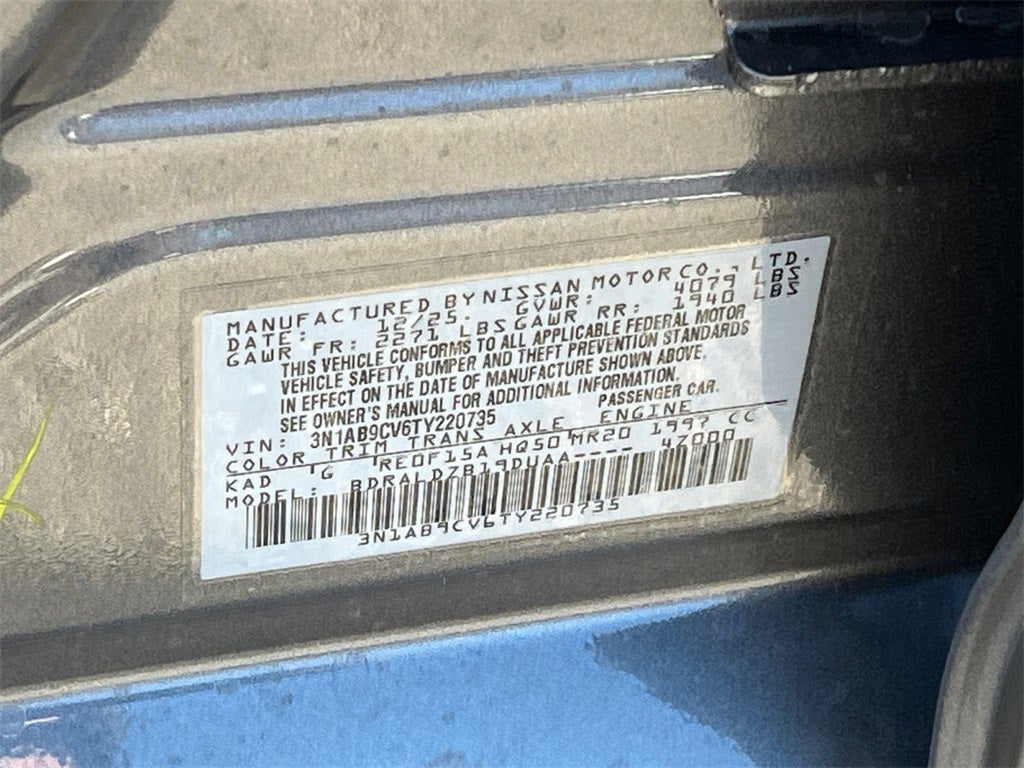 MANUFACTURED BY NISSAN MOTOR CO., LTD.
DATE: 12/25. GVWR: 4079 LBS
GAWR FR: 2271 LBS GAWR RR: 1940 LBS
THIS VEHICLE CONFORMS TO ALL APPLICABLE FEDERAL MOTOR
VEHICLE SAFETY, BUMPER AND THEFT PREVENTION STANDARDS
IN EFFECT ON THE DATE OF MANUFACTURE SHOWN ABOVE.
SEE OWNER'S MANUAL FOR ADDITIONAL INFORMATION.
VIN: 3N1AB9CV6TY220735 PASSENGER CAR.
COLOR TRIM TRANS AXLE ENGINE
KAD G RE0F15A HQ50 MR20 1997 CC
MODEL: BDRALDZB19DUAA---- 47000
3N1AB9CV6TY220735